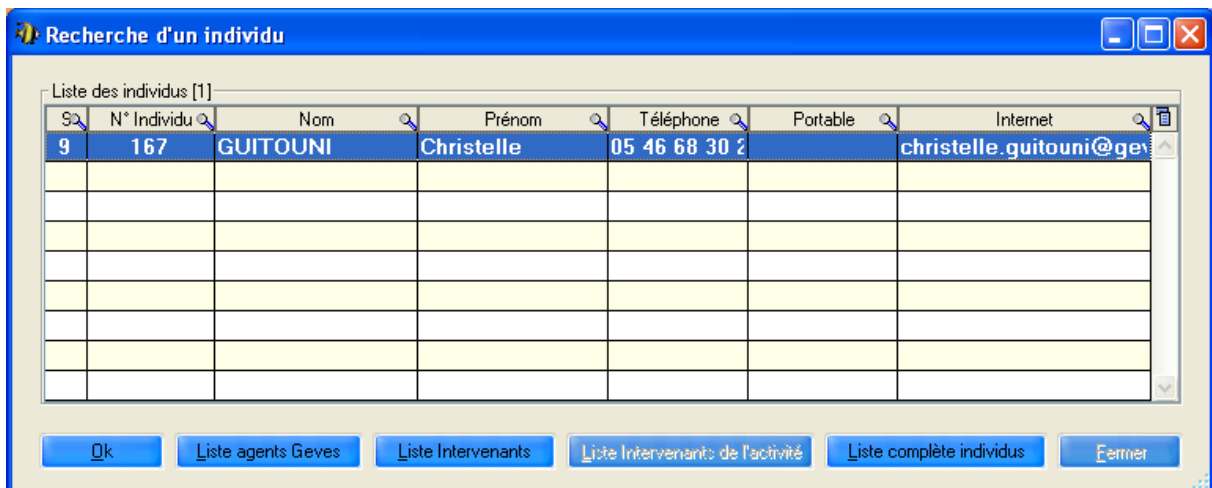 Recherche d'un individu
Liste des individus [1]
S N° Individu Nom Prénom Téléphone Portable Internet
9 167 GUITOUNI Christelle 05 46 68 30 2 christelle.guitouni@gev
Ok Liste agents Geves Liste Intervenants Liste Intervenants de l'activité Liste complète individus Fermer